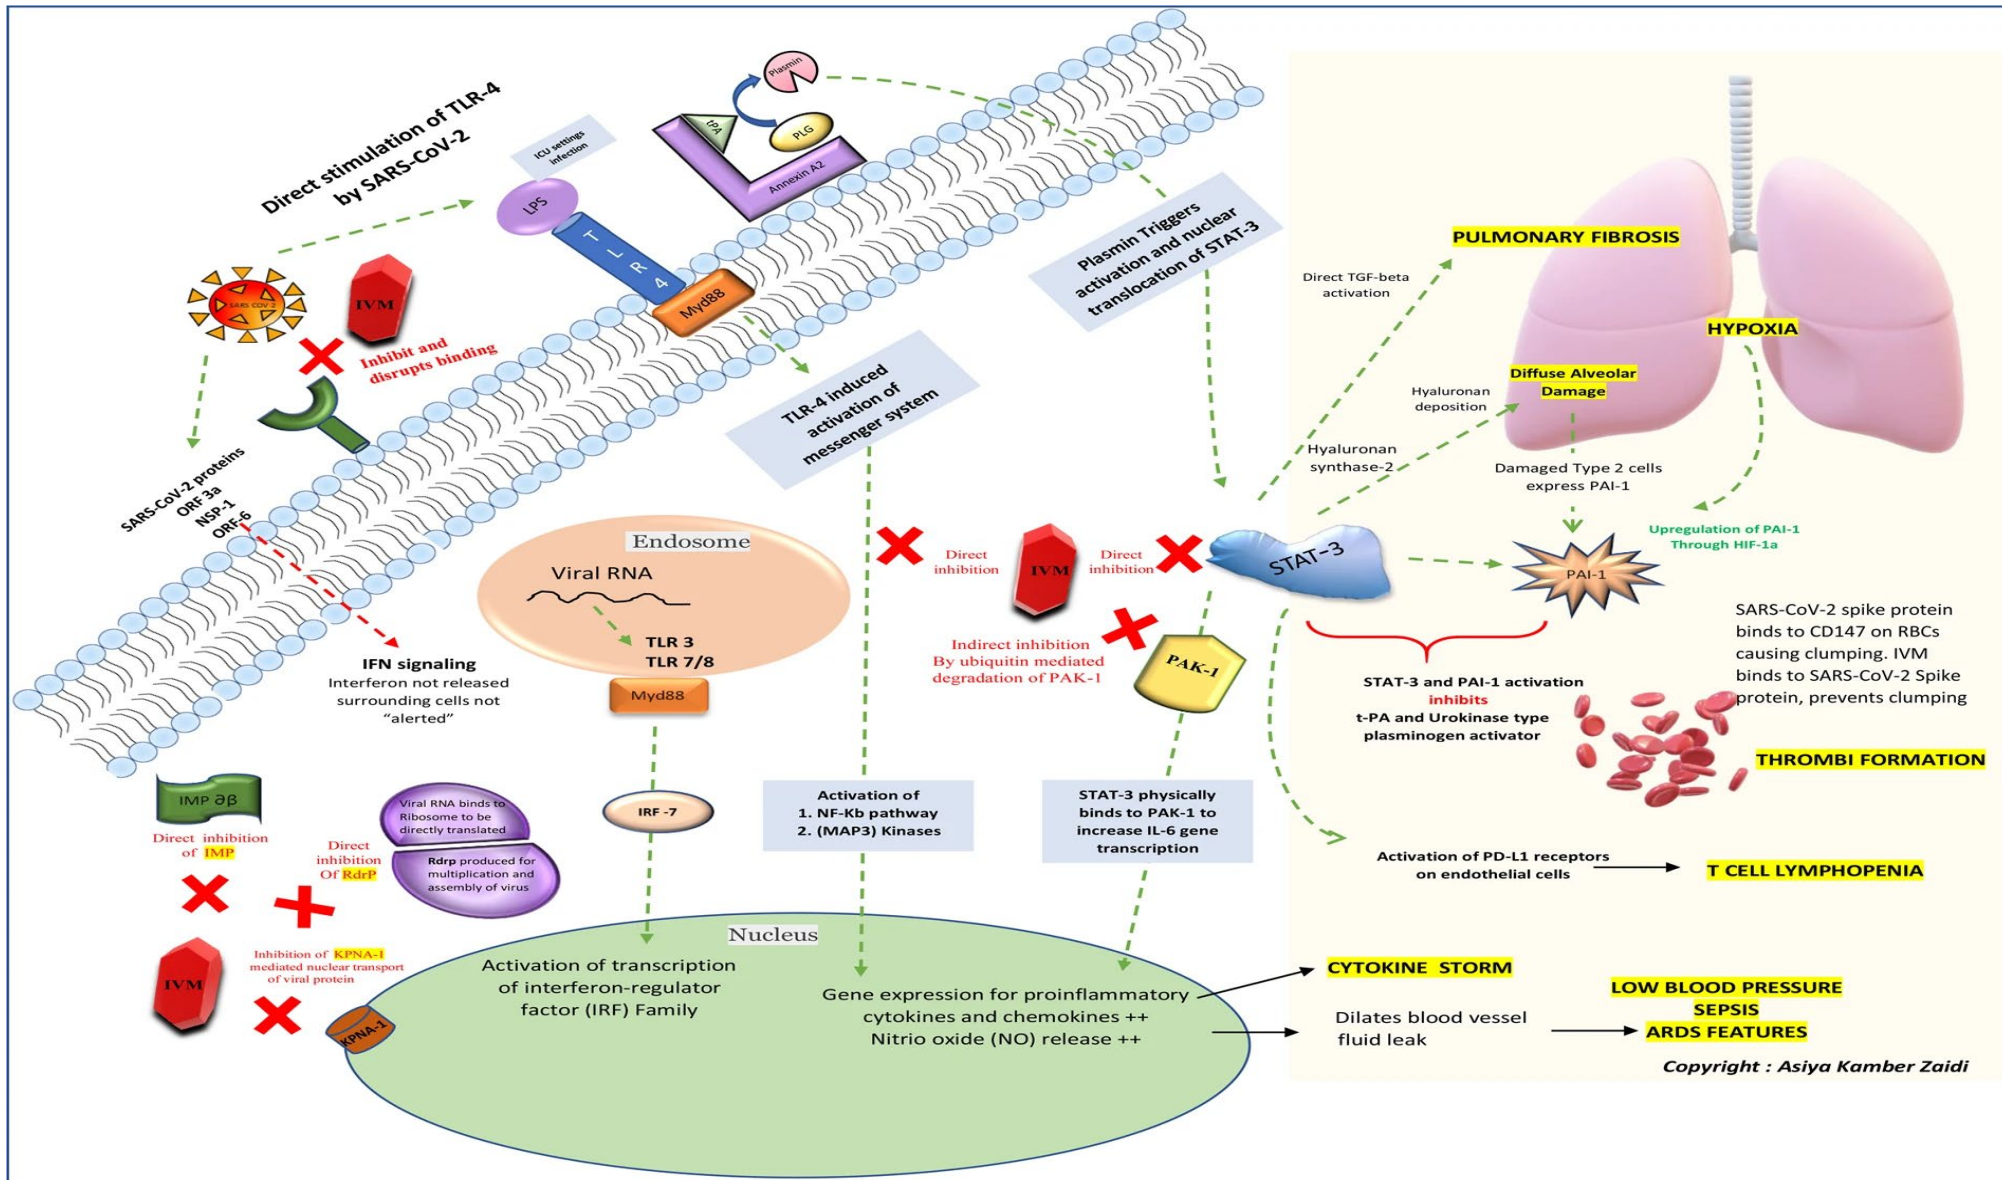 Direct stimulation of TLR-4
by SARS-CoV-2
ICU settings
infection
LPS
T L R 4
Myd88
tPA
PLG
Plasmin
Annexin A2
SARS COV-2
IVM
Inhibit and
disrupts binding
SARS-CoV-2 proteins
ORF 3a
NSP-1
ORF-6
IFN signaling
Interferon not released
surrounding cells not
“alerted”
TLR-4 induced
activation of
messenger system
Plasmin Triggers
activation and nuclear
translocation of STAT-3
Endosome
Viral RNA
TLR 3
TLR 7/8
Myd88
IRF -7
Direct
inhibition
IVM
Direct
inhibition
STAT-3
Indirect inhibition
By ubiquitin mediated
degradation of PAK-1
PAK-1
Activation of
1. NF-Kb pathway
2. (MAP3) Kinases
STAT-3 physically
binds to PAK-1 to
increase IL-6 gene
transcription
IMP ∂β
Direct inhibition
of IMP
Direct
inhibition
Of RdrP
Viral RNA binds to
Ribosome to be
directly translated
Rdrp produced for
multiplication and
assembly of virus
IVM
Inhibition of KPNA-1
mediated nuclear transport
of viral protein
KPNA-1
Nucleus
Activation of transcription
of interferon-regulator
factor (IRF) Family
Gene expression for proinflammatory
cytokines and chemokines ++
Nitrio oxide (NO) release ++
PULMONARY FIBROSIS
Direct TGF-beta
activation
HYPOXIA
Diffuse Alveolar
Damage
Hyaluronan
deposition
Hyaluronan
synthase-2
Damaged Type 2 cells
express PAI-1
Upregulation of PAI-1
Through HIF-1a
PAI-1
SARS-CoV-2 spike protein
binds to CD147 on RBCs
causing clumping. IVM
binds to SARS-CoV-2 Spike
protein, prevents clumping
STAT-3 and PAI-1 activation
inhibits
t-PA and Urokinase type
plasminogen activator
THROMBI FORMATION
Activation of PD-L1 receptors
on endothelial cells
T CELL LYMPHOPENIA
CYTOKINE STORM
Dilates blood vessel
fluid leak
LOW BLOOD PRESSURE
SEPSIS
ARDS FEATURES
Copyright : Asiya Kamber Zaidi